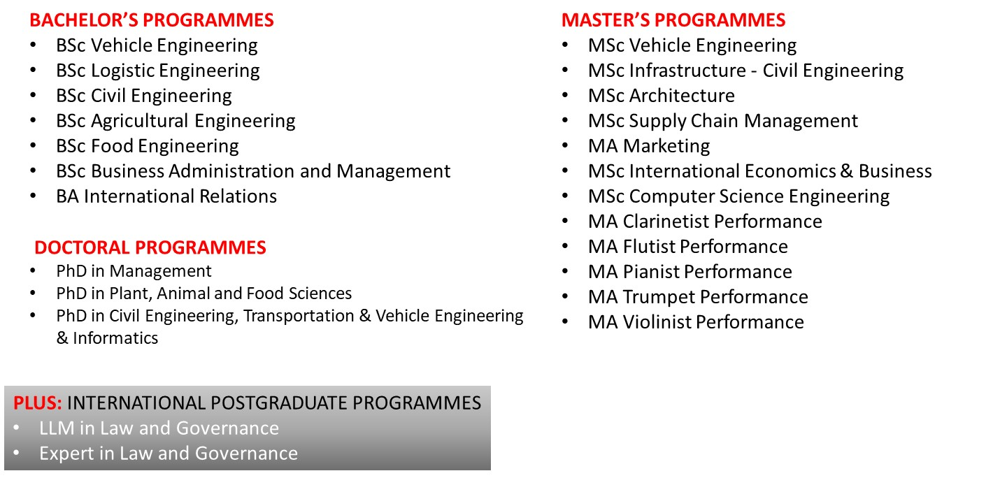 BACHELOR’S PROGRAMMES
• BSc Vehicle Engineering
• BSc Logistic Engineering
• BSc Civil Engineering
• BSc Agricultural Engineering
• BSc Food Engineering
• BSc Business Administration and Management
• BA International Relations
DOCTORAL PROGRAMMES
• PhD in Management
• PhD in Plant, Animal and Food Sciences
• PhD in Civil Engineering, Transportation & Vehicle Engineering
& Informatics
PLUS: INTERNATIONAL POSTGRADUATE PROGRAMMES
• LLM in Law and Governance
• Expert in Law and Governance
MASTER’S PROGRAMMES
• MSc Vehicle Engineering
• MSc Infrastructure - Civil Engineering
• MSc Architecture
• MSc Supply Chain Management
• MA Marketing
• MSc International Economics & Business
• MSc Computer Science Engineering
• MA Clarinetist Performance
• MA Flutist Performance
• MA Pianist Performance
• MA Trumpet Performance
• MA Violinist Performance